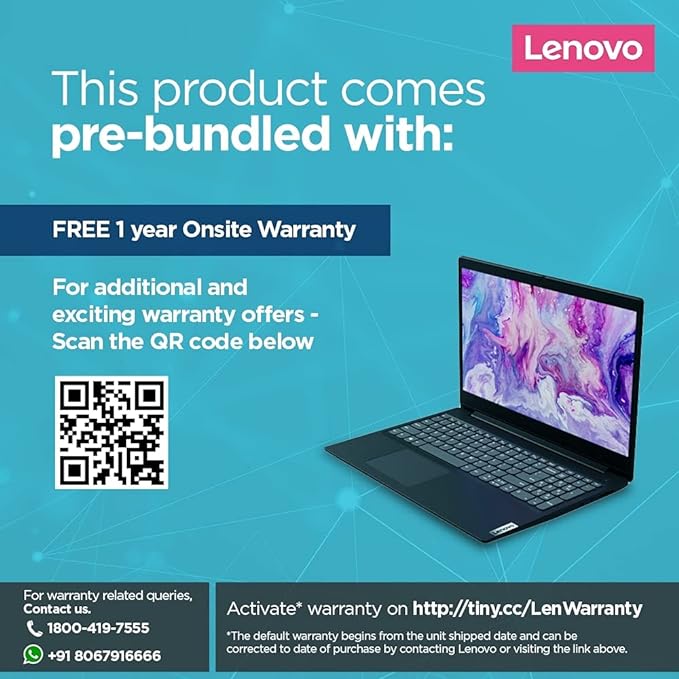 Lenovo
This product comes
pre-bundled with:
FREE 1 year Onsite Warranty
For additional and
exciting warranty offers -
Scan the QR code below
Lenovo
For warranty related queries,
Contact us.
1800-419-7555
+91 8067916666
Activate* warranty on http://tiny.cc/LenWarranty
*The default warranty begins from the unit shipped date and can be
corrected to date of purchase by contacting Lenovo or visiting the link above.